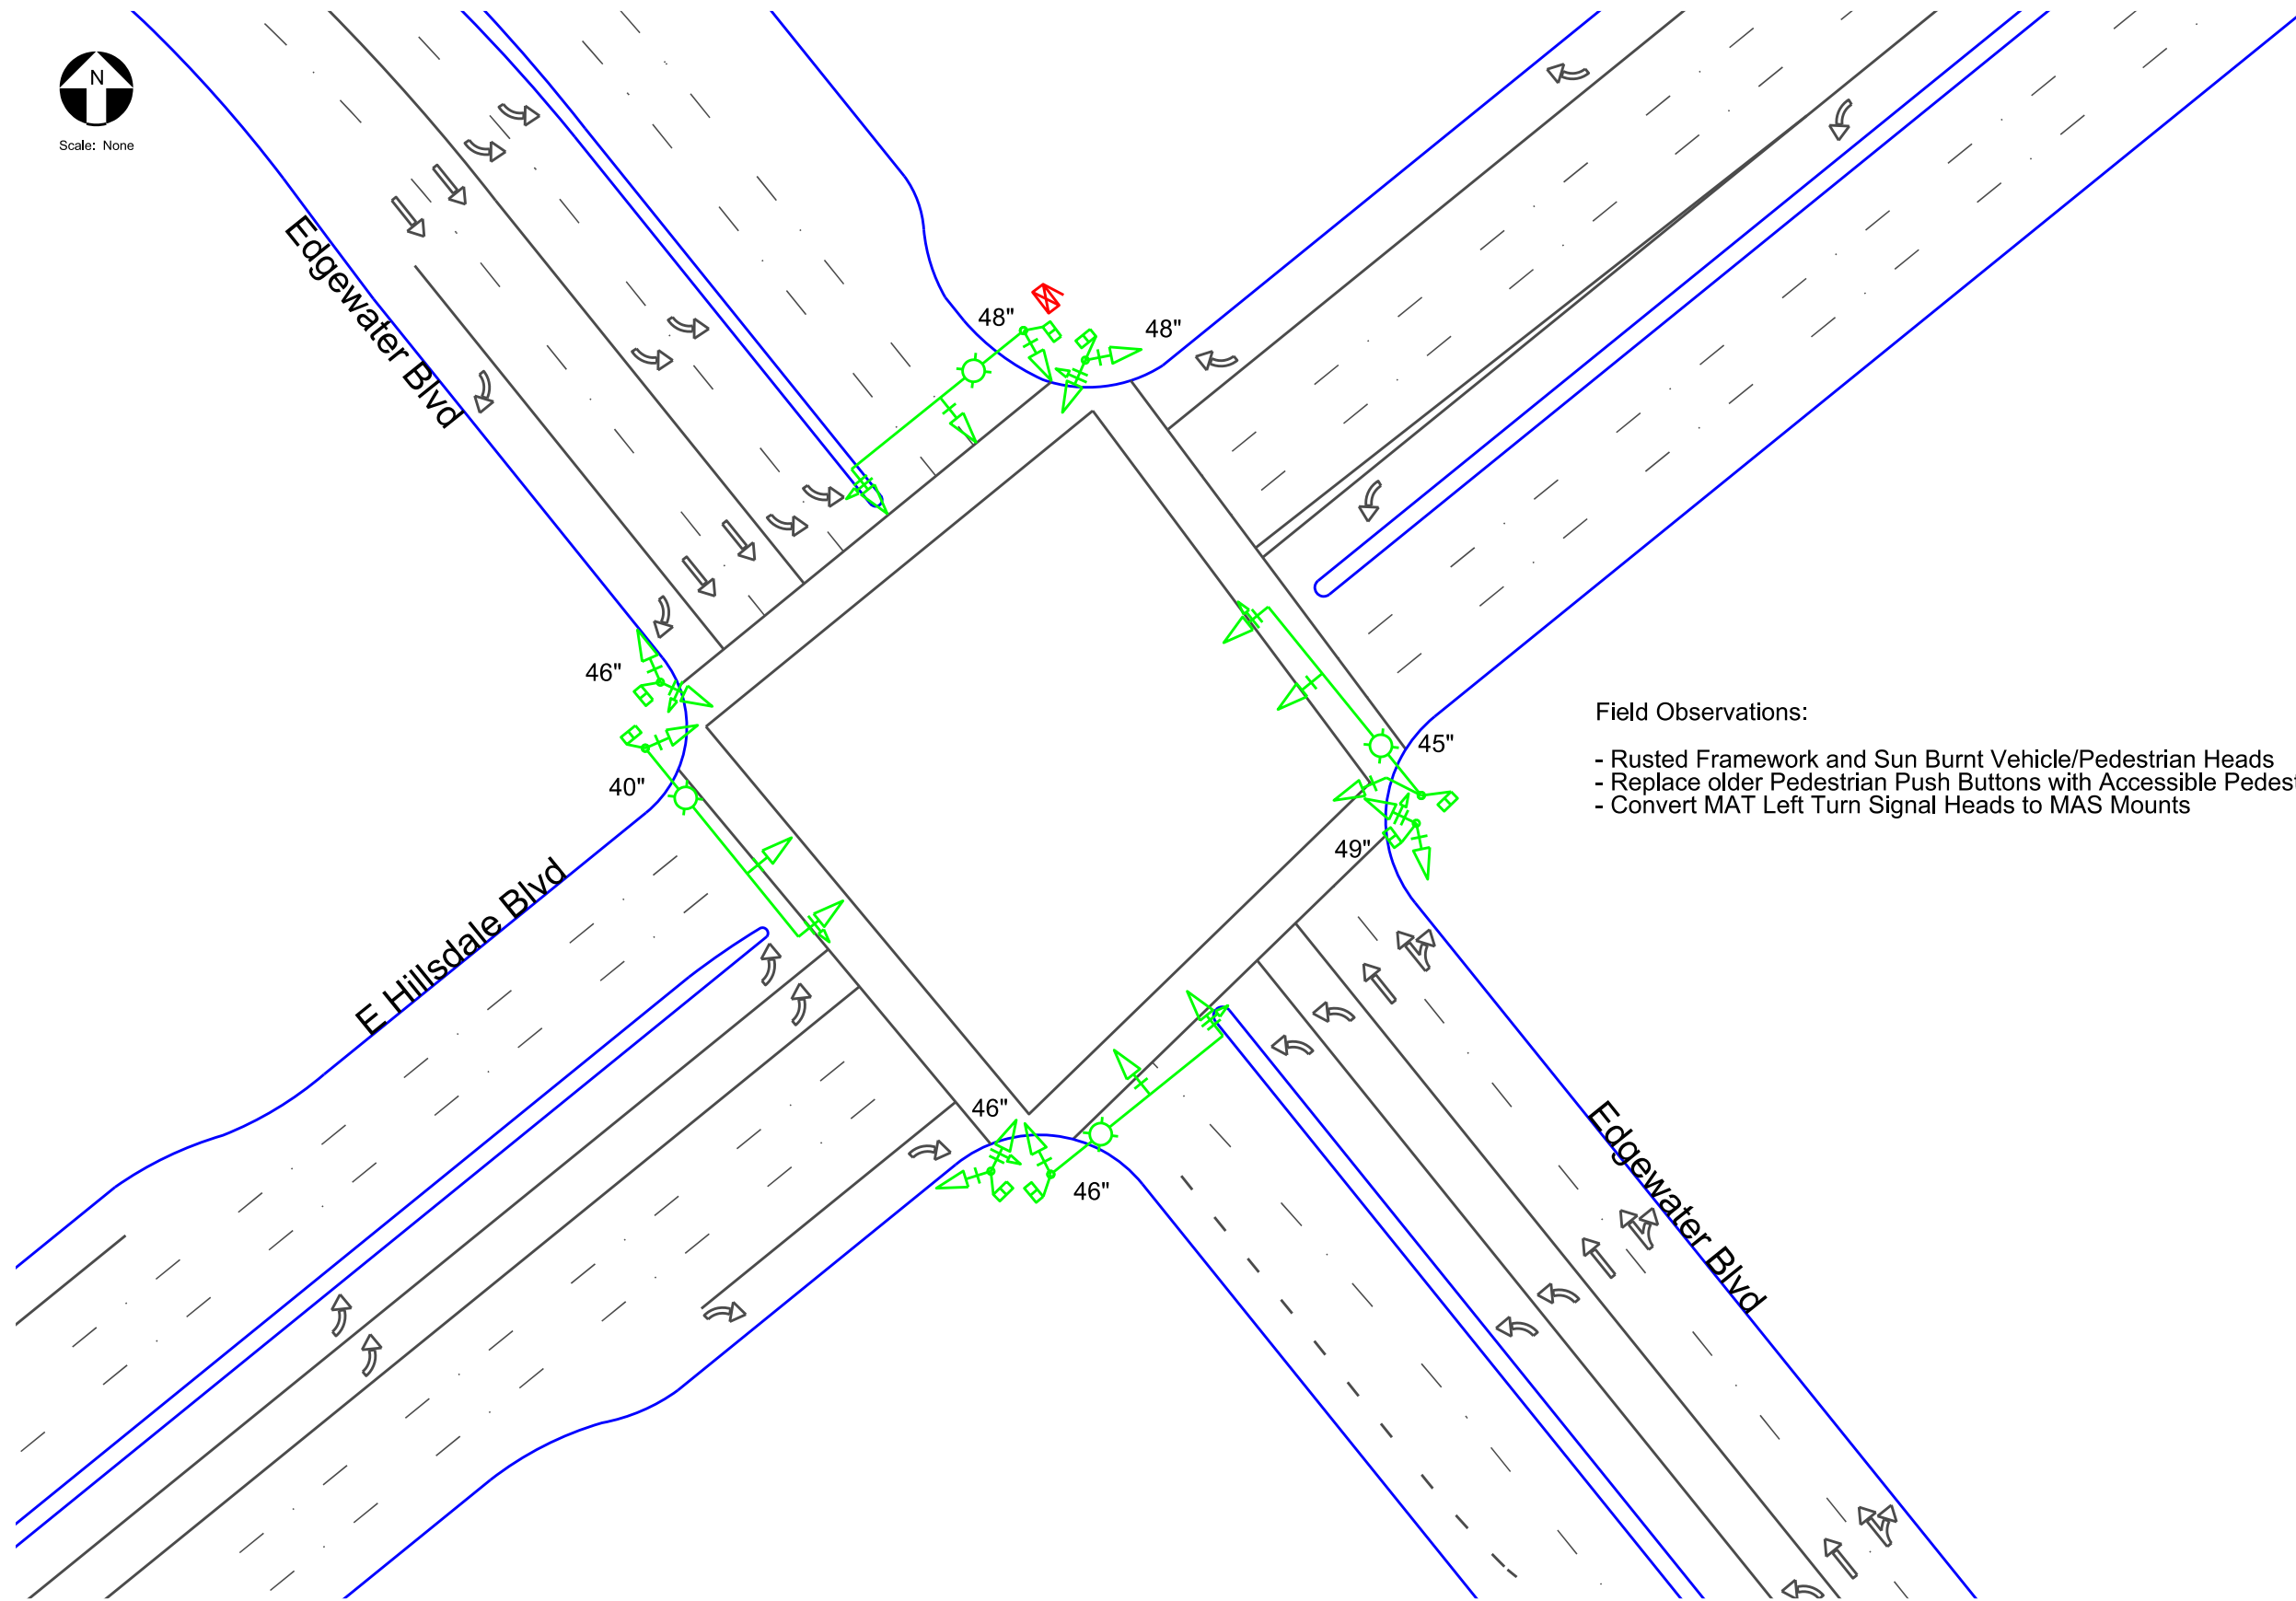 N
Scale: None
Edgewater Blvd
48"
48"
46"
40"
45"
49"
Field Observations:
- Rusted Framework and Sun Burnt Vehicle/Pedestrian Heads
- Replace older Pedestrian Push Buttons with Accessible Pedest
- Convert MAT Left Turn Signal Heads to MAS Mounts
E Hillsdale Blvd
46"
46"
Edgewater Blvd